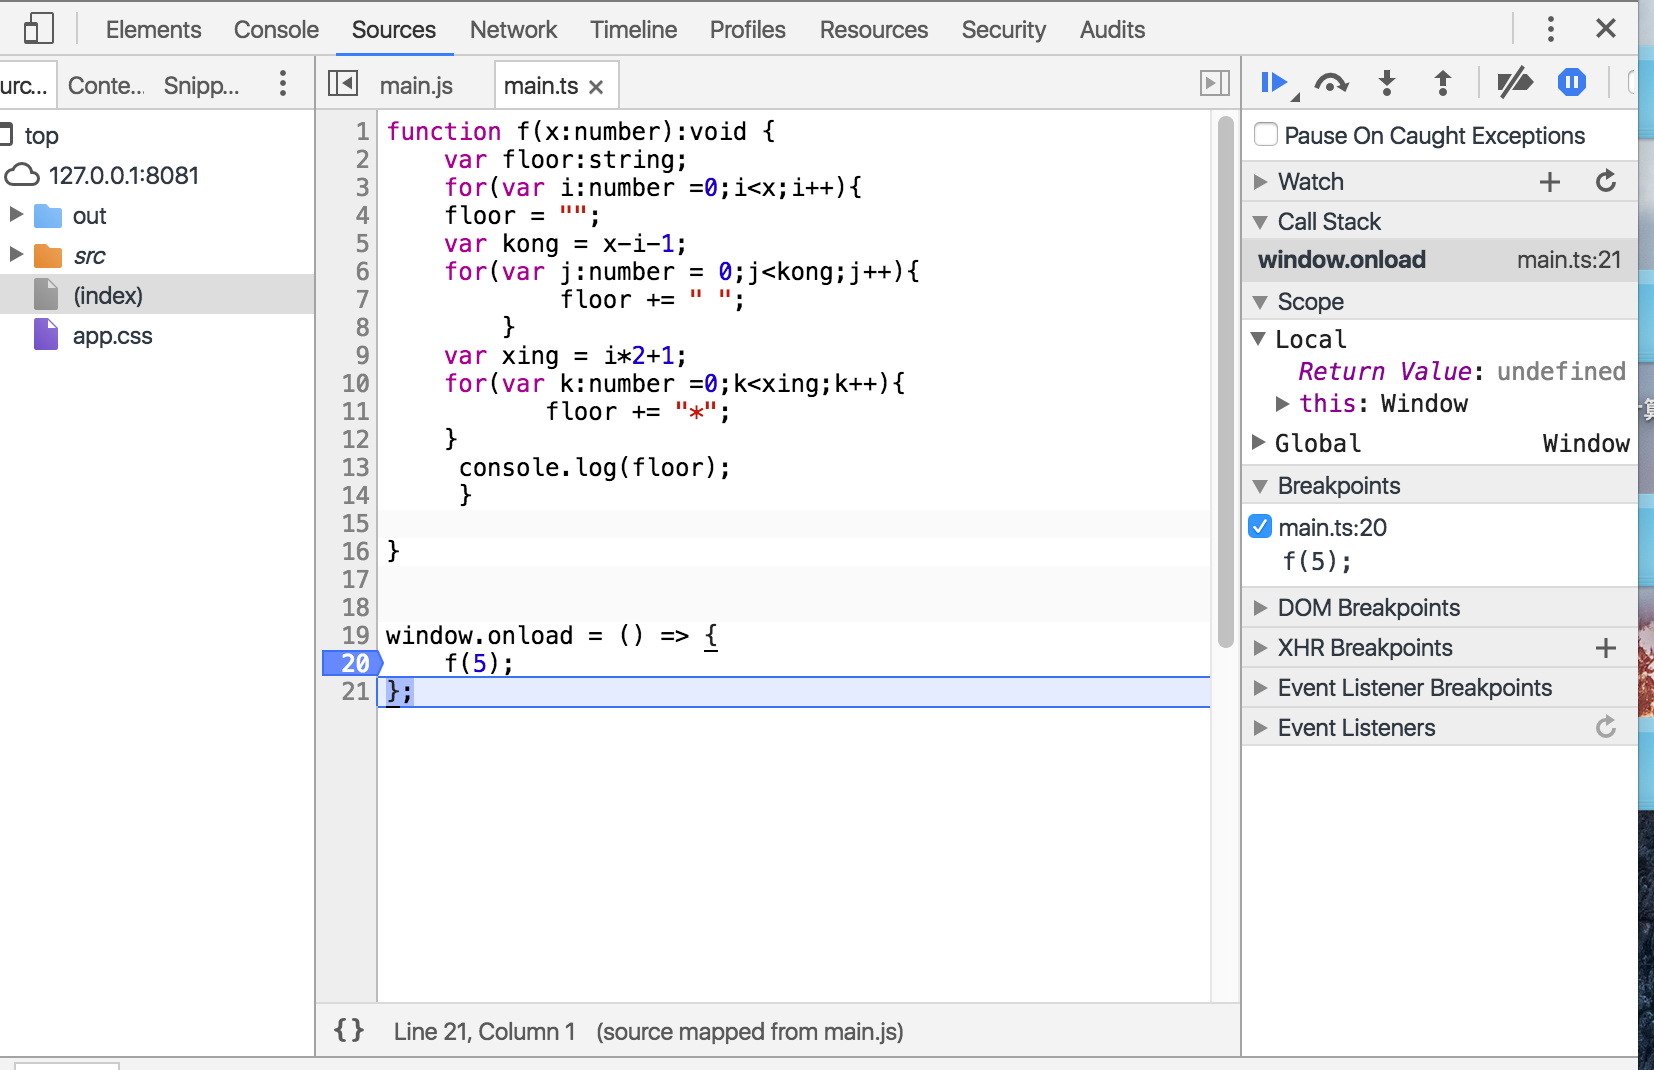 Elements Console Sources Network Timeline Profiles Resources Security Audits
urc... Conte... Snipp...
main.js main.ts ×
top
127.0.0.1:8081
out
src
(index)
app.css
1 function f(x:number):void {
2 var floor:string;
3 for(var i:number =0;i<x;i++){
4 floor = "";
5 var kong = x-i-1;
6 for(var j:number = 0;j<kong;j++){
7 floor += " ";
8 }
9 var xing = i*2+1;
10 for(var k:number =0;k<xing;k++){
11 floor += "*";
12 }
13 console.log(floor);
14 }
15
16 }
17
18
19 window.onload = () => {
20 f(5);
21 };
{} Line 21, Column 1 (source mapped from main.js)
Pause On Caught Exceptions
Watch
Call Stack
window.onload main.ts:21
Scope
Local
Return Value: undefined
this: Window
Global Window
Breakpoints
main.ts:20
f(5);
DOM Breakpoints
XHR Breakpoints
Event Listener Breakpoints
Event Listeners